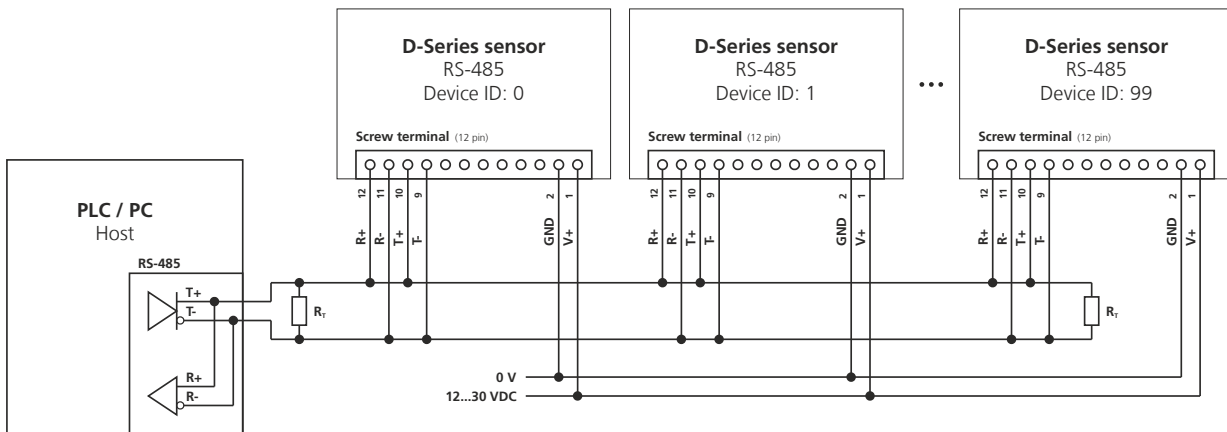 D-Series sensor
RS-485
Device ID: 0
Screw terminal (12 pin)
12 11 10 9 2 1
R+ R- T+ T- GND V+
D-Series sensor
RS-485
Device ID: 1
Screw terminal (12 pin)
12 11 10 9 2 1
R+ R- T+ T- GND V+
...
D-Series sensor
RS-485
Device ID: 99
Screw terminal (12 pin)
12 11 10 9 2 1
R+ R- T+ T- GND V+
PLC / PC
Host
RS-485
T+
T-
R+
R-
RT
RT
0 V
12...30 VDC